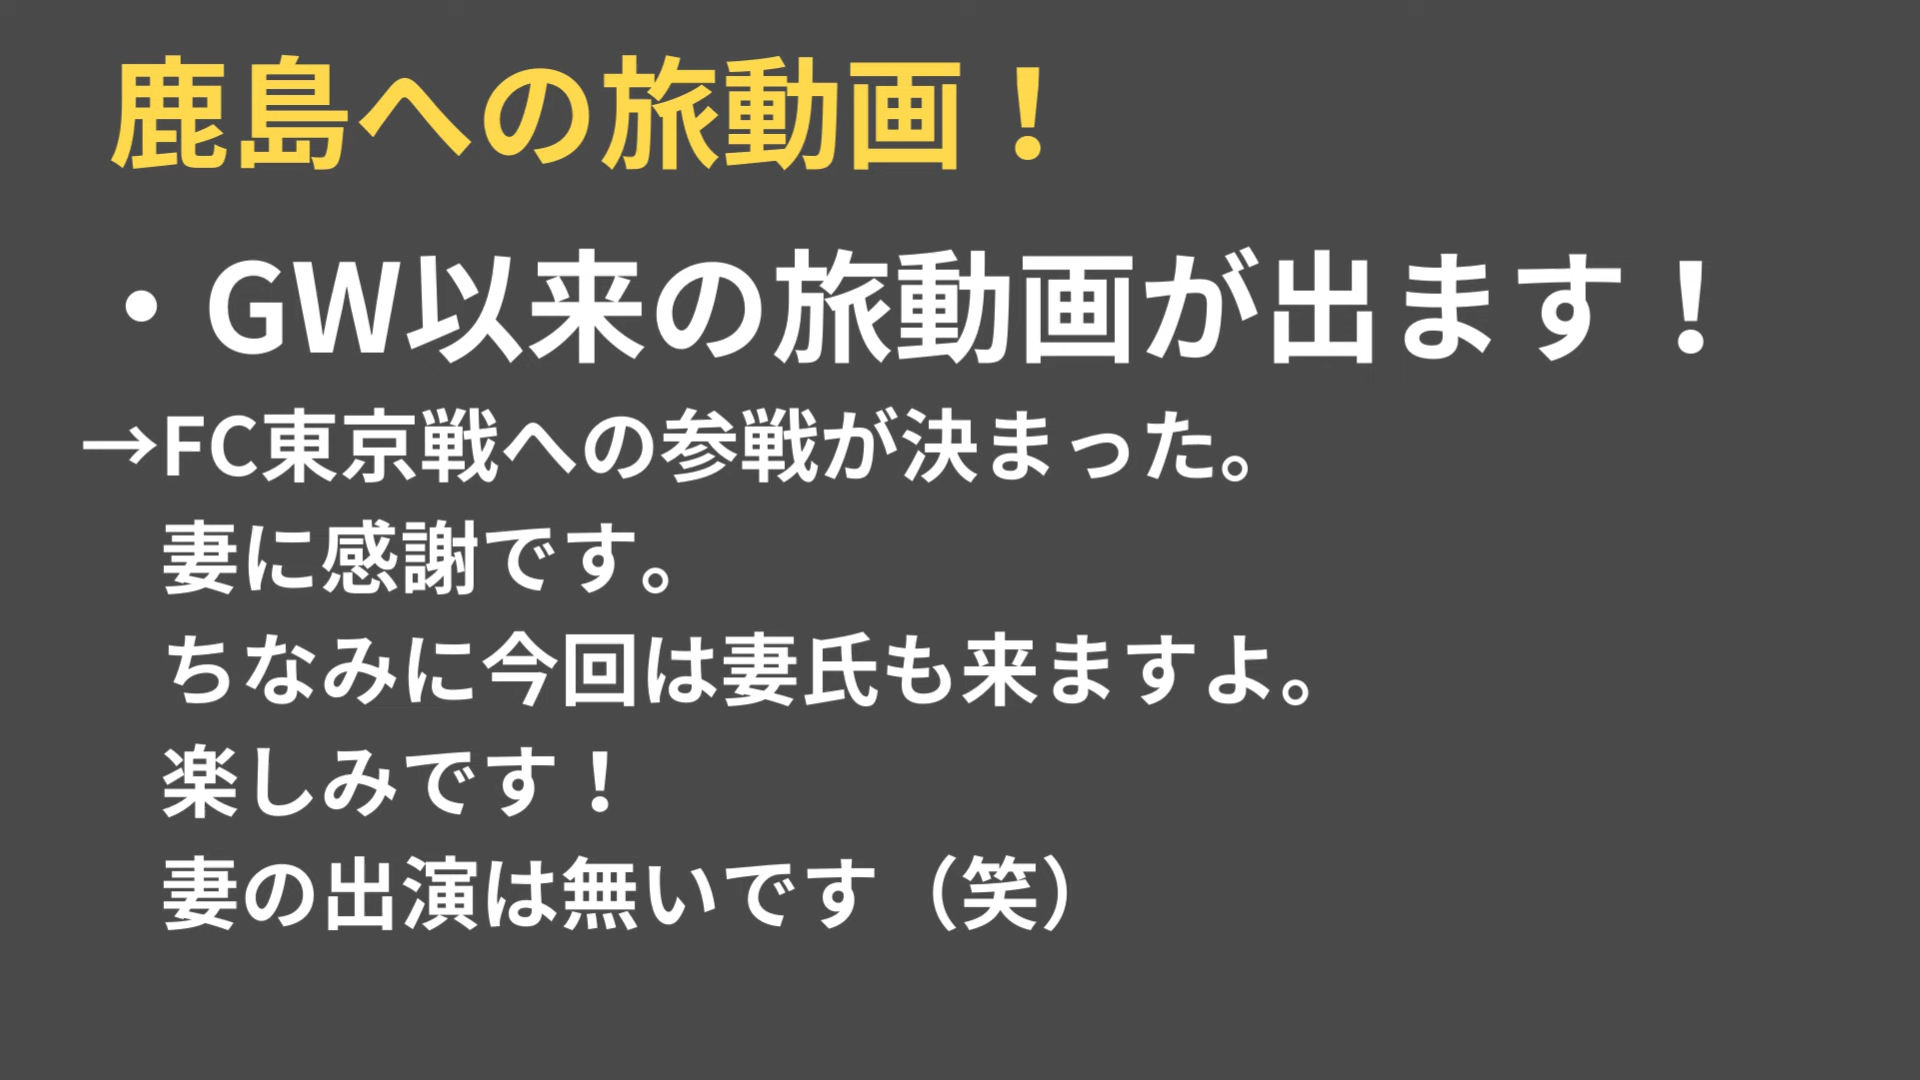 鹿島への旅動画！
・GW以来の旅動画が出ます！
→FC東京戦への参戦が決まった。
妻に感謝です。
ちなみに今回は妻氏も来ますよ。
楽しみです！
妻の出演は無いです（笑）